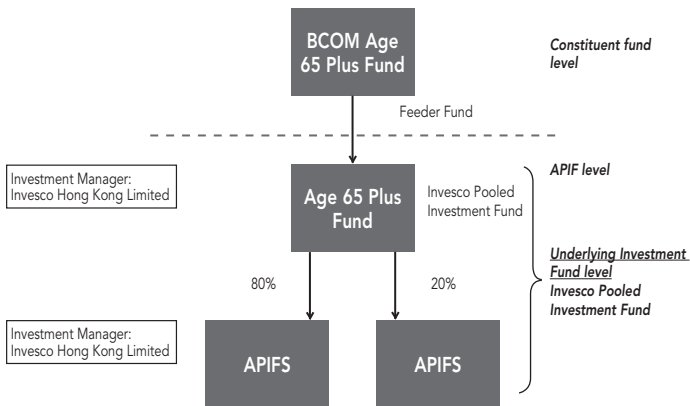 BCOM Age
65 Plus Fund
Constituent fund
level
Feeder Fund
Investment Manager:
Invesco Hong Kong Limited
Age 65 Plus
Fund
Invesco Pooled
Investment Fund
APIF level
Underlying Investment
Fund level
Invesco Pooled
Investment Fund
80%
20%
Investment Manager:
Invesco Hong Kong Limited
APIFS
APIFS